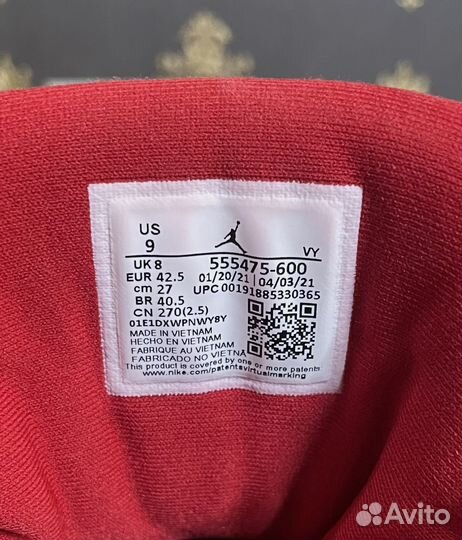 US
9
VY
UK 8
555475-600
EUR 42.5
01/20/21 04/03/21
cm 27
UPC 00191885330365
BR 40.5
CN 270(2.5)
01E1DXWPNWY8Y
MADE IN VIETNAM
HECHO EN VIETNAM
FABRIQUE AU VIETNAM
FABRICADO NO VIETNÃ
This product is covered by one or more patents
www.nike.com/patentsvirtualmarking
Avito